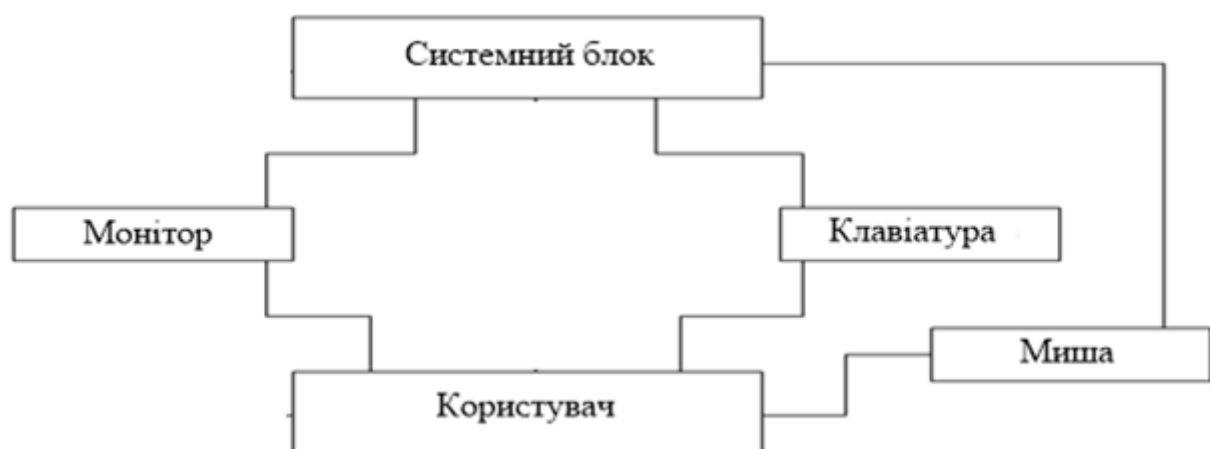 Системний блок
Монітор
Клавіатура
Миша
Користувач